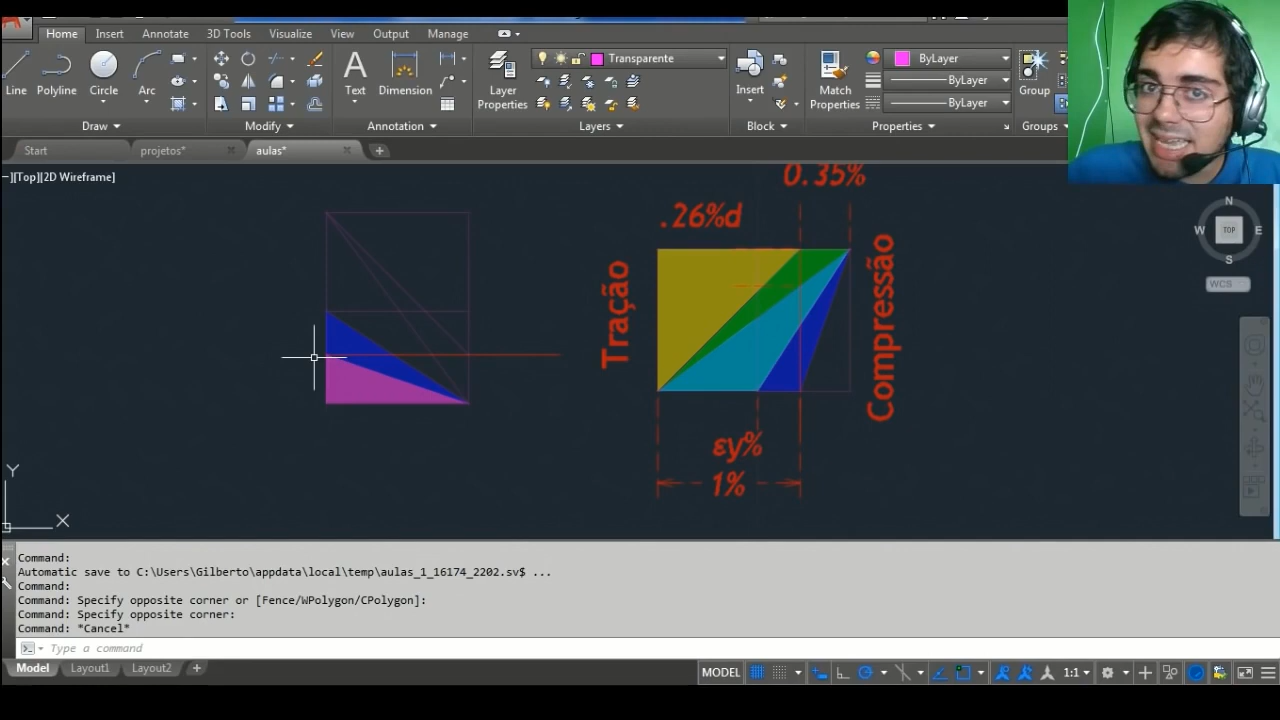 Home Insert Annotate 3D Tools Visualize View Output Manage
Line Polyline Circle Arc
Text Dimension
Layer Properties
Transparente
Insert
Match Properties
ByLayer
ByLayer
ByLayer
Group
Draw Modify Annotation Layers Block Properties Groups
Start projetos* aulas*
–][Top][2D Wireframe]
0.35%
.26%d
Tração
Compressão
εy%
1%
N
W TOP E
S
WCS
Y
X
Command:
Automatic save to C:\Users\Gilberto\appdata\local\temp\aulas_1_16174_2202.sv$ ...
Command:
Command: Specify opposite corner or [Fence/WPolygon/CPolygon]:
Command: Specify opposite corner:
Command: *Cancel*
Type a command
Model Layout1 Layout2 +
MODEL 1:1